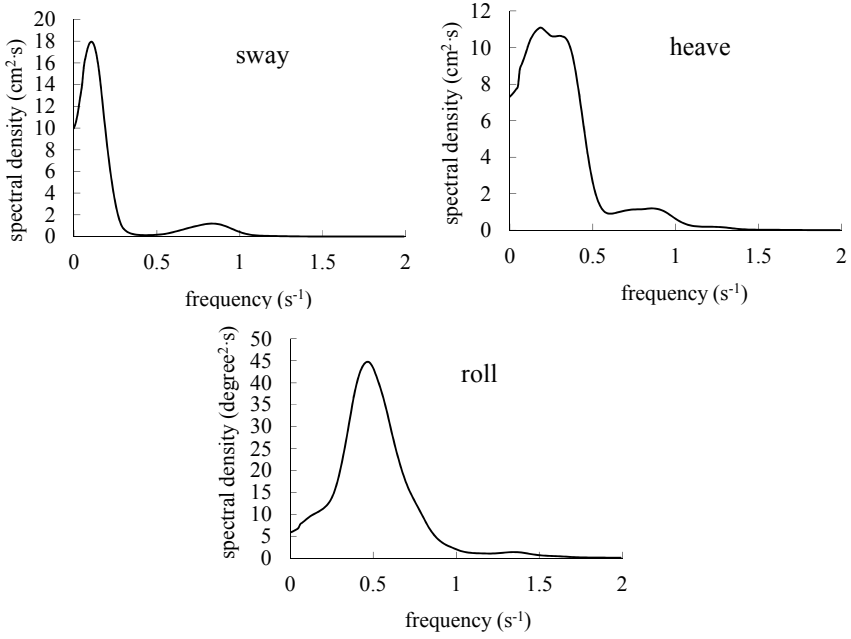 sway
spectral density (cm²·s)
20
18
16
14
12
10
8
6
4
2
0
0 0.5 1 1.5 2
frequency (s⁻¹)
heave
spectral density (cm²·s)
12
10
8
6
4
2
0
0 0.5 1 1.5 2
frequency (s⁻¹)
roll
spectral density (degree²·s)
50
45
40
35
30
25
20
15
10
5
0
0 0.5 1 1.5 2
frequency (s⁻¹)